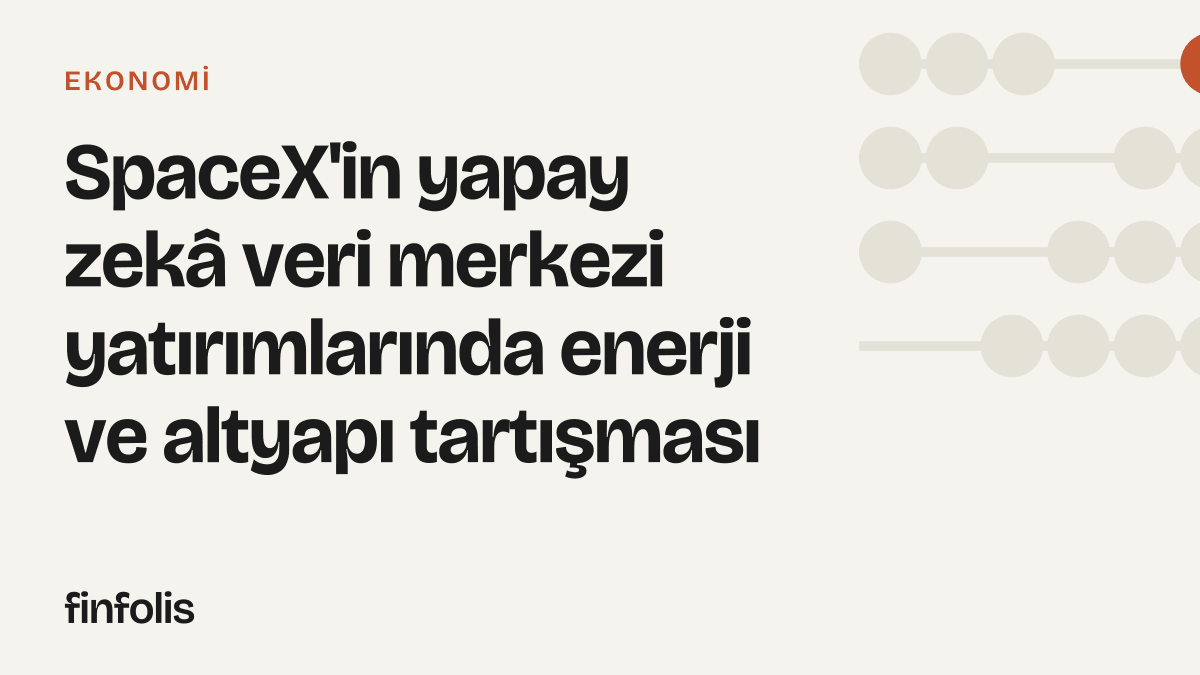 EKONOMİ
SpaceX'in yapay
zekâ veri merkezi
yatırımlarında enerji
ve altyapı tartışması
finfolis